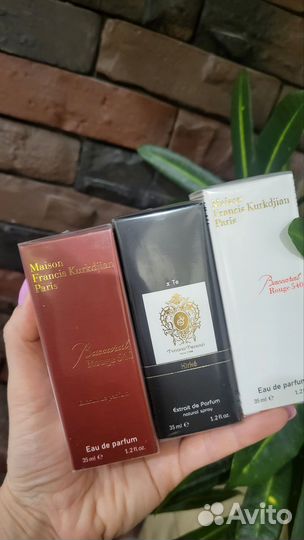 Maison
Francis Kurkdjian
Paris
Baccarat
Rouge 540
Eau de parfum
35 ml e 1.2 fl oz.
x Te
Tiziana Terenzi
Kirke
Extrait de Parfum
natural spray
35 ml e 1.2 fl oz.
Maison
Francis Kurkdjian
Paris
Baccarat
Rouge 540
Eau de parfum
35 ml e 1.2 fl oz.
Avito